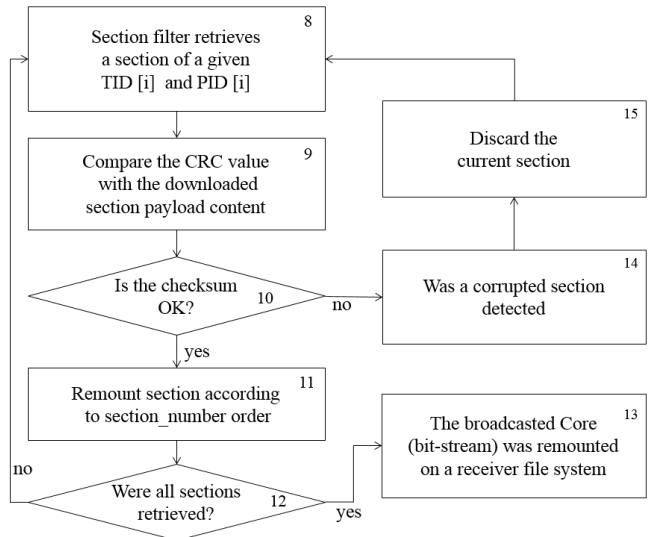 8
Section filter retrieves
a section of a given
TID [i] and PID [i]
9
Compare the CRC value
with the downloaded
section payload content
15
Discard the
current section
Is the checksum
OK?
10
no
14
Was a corrupted section
detected
yes
11
Remount section according
to section_number order
13
The broadcasted Core
(bit-stream) was remounted
on a receiver file system
no
Were all sections
retrieved?
12
yes